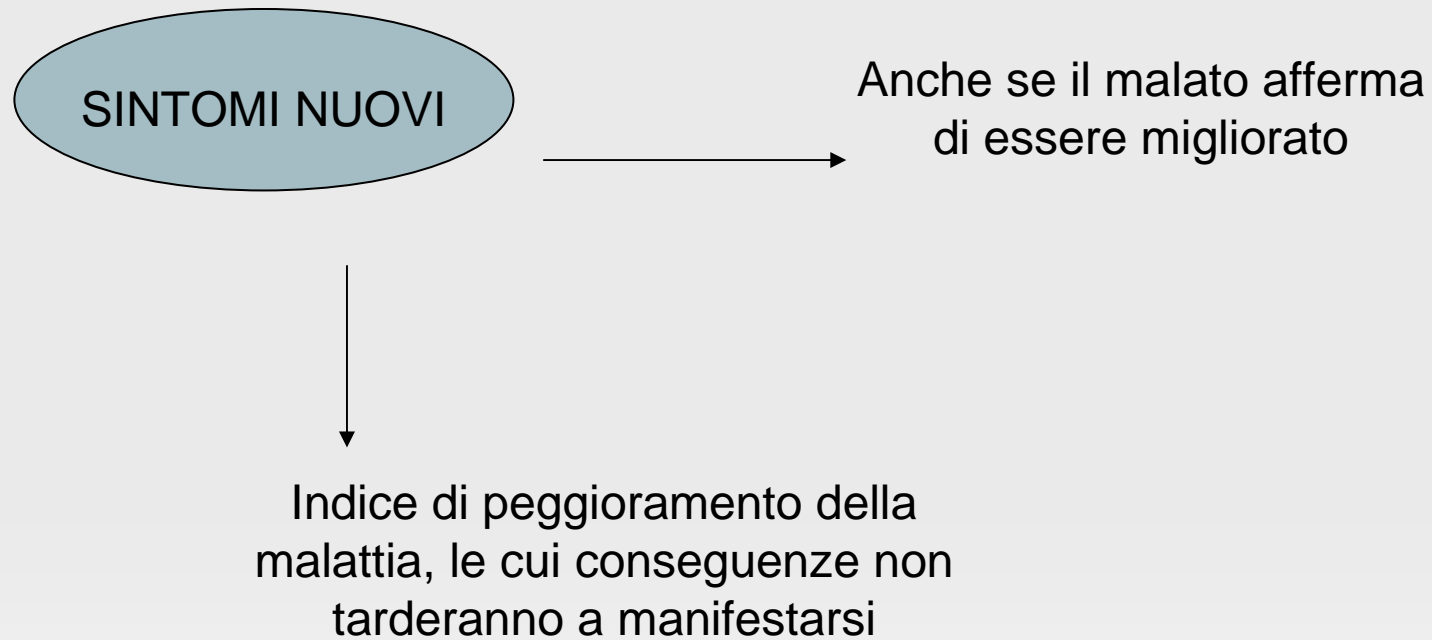 SINTOMI NUOVI
Anche se il malato afferma
di essere migliorato
Indice di peggioramento della
malattia, le cui conseguenze non
tarderanno a manifestarsi